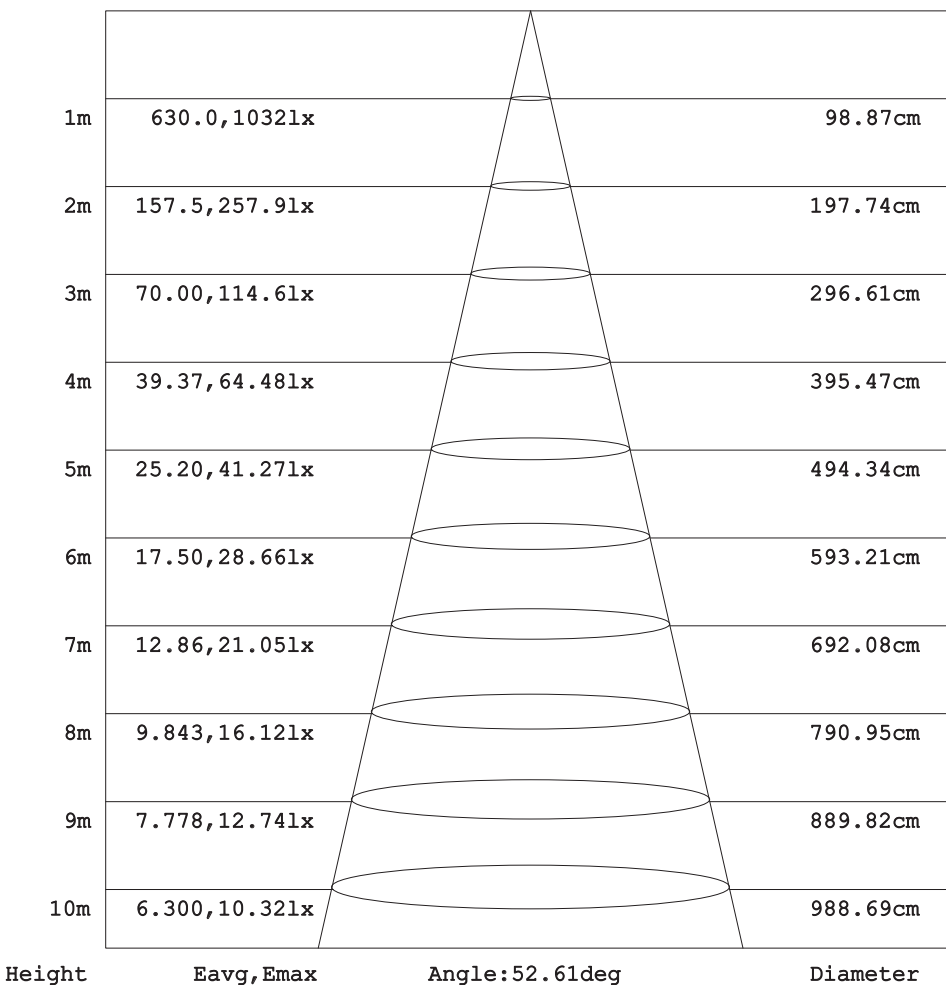 1m 630.0,1032lx 98.87cm
2m 157.5,257.9lx 197.74cm
3m 70.00,114.6lx 296.61cm
4m 39.37,64.48lx 395.47cm
5m 25.20,41.27lx 494.34cm
6m 17.50,28.66lx 593.21cm
7m 12.86,21.05lx 692.08cm
8m 9.843,16.12lx 790.95cm
9m 7.778,12.74lx 889.82cm
10m 6.300,10.32lx 988.69cm
Height Eavg,Emax Angle:52.61deg Diameter